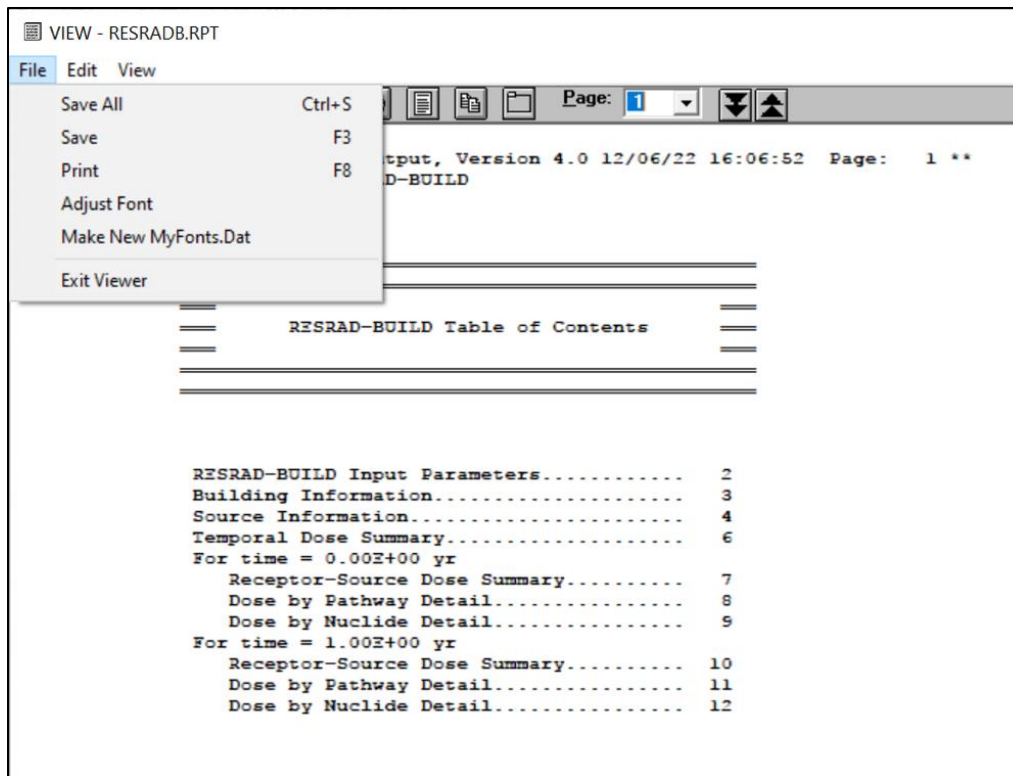 VIEW - RESRADB.RPT
File Edit View
Save All Ctrl+S
Save F3
Print F8
Adjust Font
Make New MyFonts.Dat
Exit Viewer
Page: 1
tput, Version 4.0 12/06/22 16:06:52 Page: 1 **
D-BUILD
RESRAD-BUILD Table of Contents
RESRAD-BUILD Input Parameters............ 2
Building Information..................... 3
Source Information....................... 4
Temporal Dose Summary.................... 6
For time = 0.00E+00 yr
Receptor-Source Dose Summary.......... 7
Dose by Pathway Detail................ 8
Dose by Nuclide Detail................ 9
For time = 1.00E+00 yr
Receptor-Source Dose Summary.......... 10
Dose by Pathway Detail................ 11
Dose by Nuclide Detail................ 12